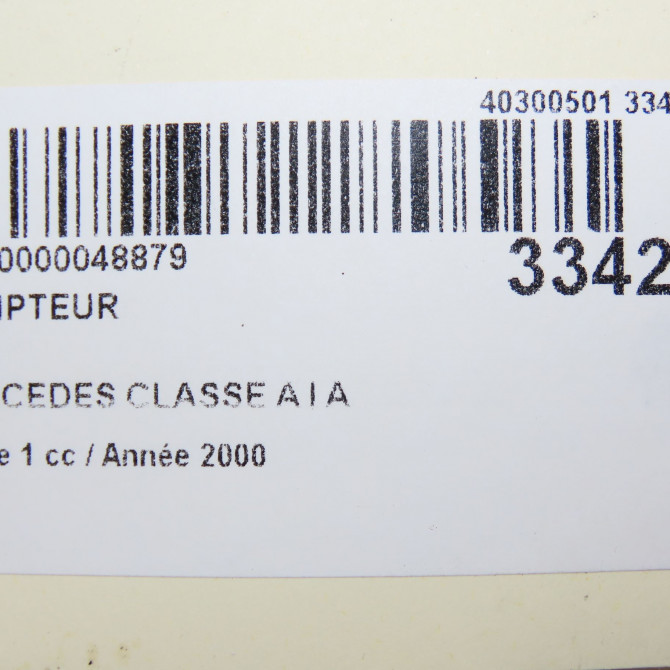 40300501 334
0000048879
3342
IPTEUR
CEDES CLASSE A I A
e 1 cc / Année 2000